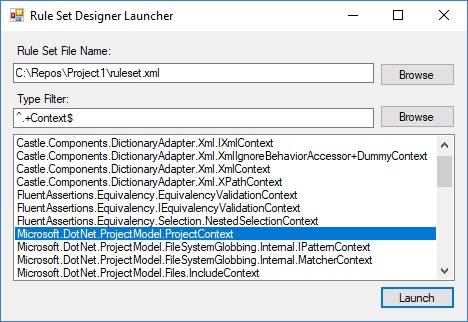 Rule Set Designer Launcher
Rule Set File Name:
C:\Repos\Project1\ruleset.xml
Browse
Type Filter:
^.+Context$
Browse
Castle.Components.DictionaryAdapter.Xml.IXmlContext
Castle.Components.DictionaryAdapter.Xml.XmlIgnoreBehaviorAccessor+DummyContext
Castle.Components.DictionaryAdapter.Xml.XmlContext
Castle.Components.DictionaryAdapter.Xml.XPathContext
FluentAssertions.Equivalency.EquivalencyValidationContext
FluentAssertions.Equivalency.IEquivalencyValidationContext
FluentAssertions.Equivalency.Selection.NestedSelectionContext
Microsoft.DotNet.ProjectModel.ProjectContext
Microsoft.DotNet.ProjectModel.FileSystemGlobbing.Internal.IPatternContext
Microsoft.DotNet.ProjectModel.FileSystemGlobbing.Internal.MatcherContext
Microsoft.DotNet.ProjectModel.Files.IncludeContext
Launch